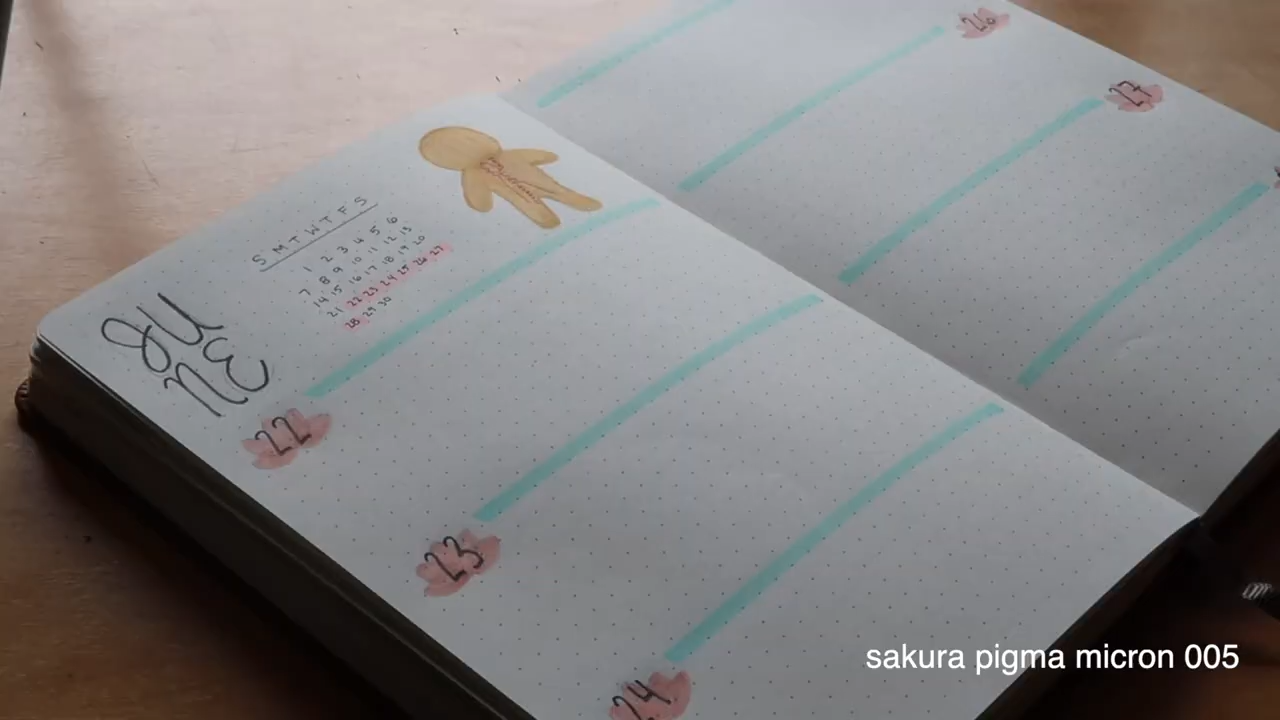 JU
NE
S M T W T F S
1 2 3 4 5 6
7 8 9 10 11 12 13
14 15 16 17 18 19 20
21 22 23 24 25 26 27
28 29 30
22
23
24
26
27
sakura pigma micron 005